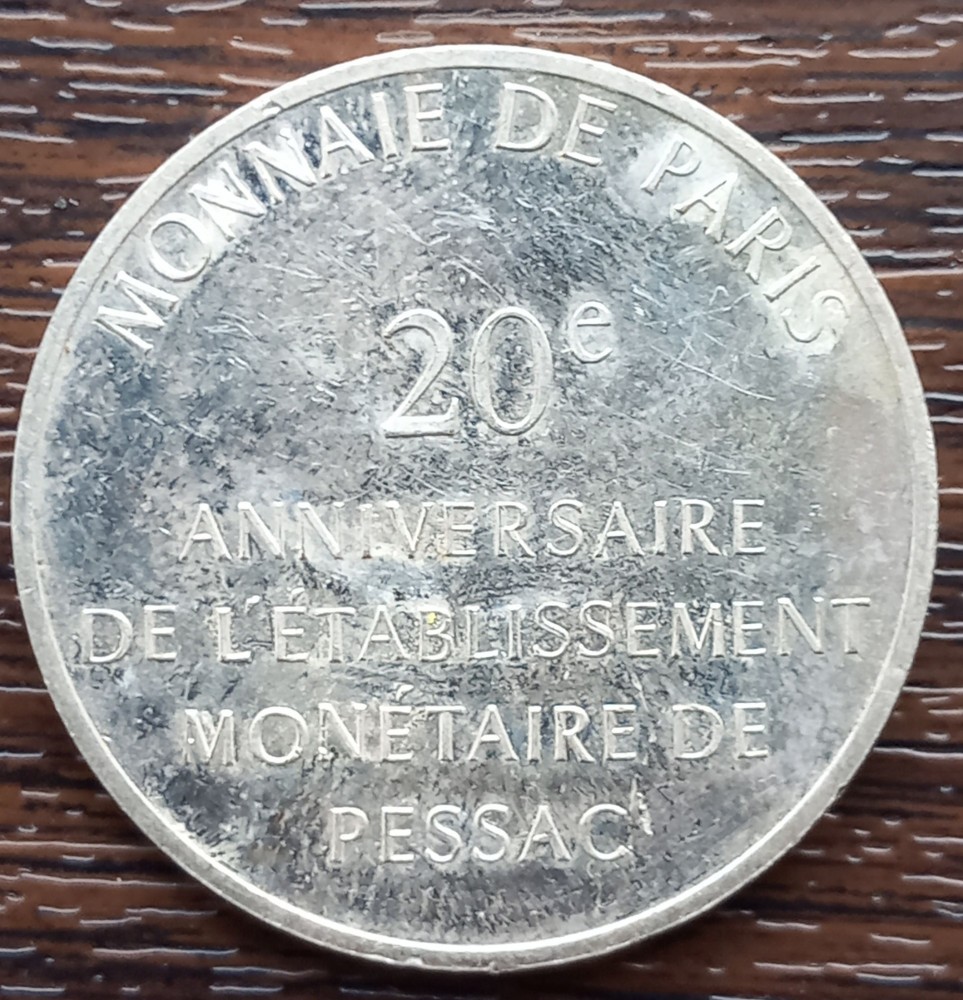 MONNAIE DE PARIS
20e
ANNIVERSAIRE
DE L'ÉTABLISSEMENT
MONÉTAIRE DE
PESSAC